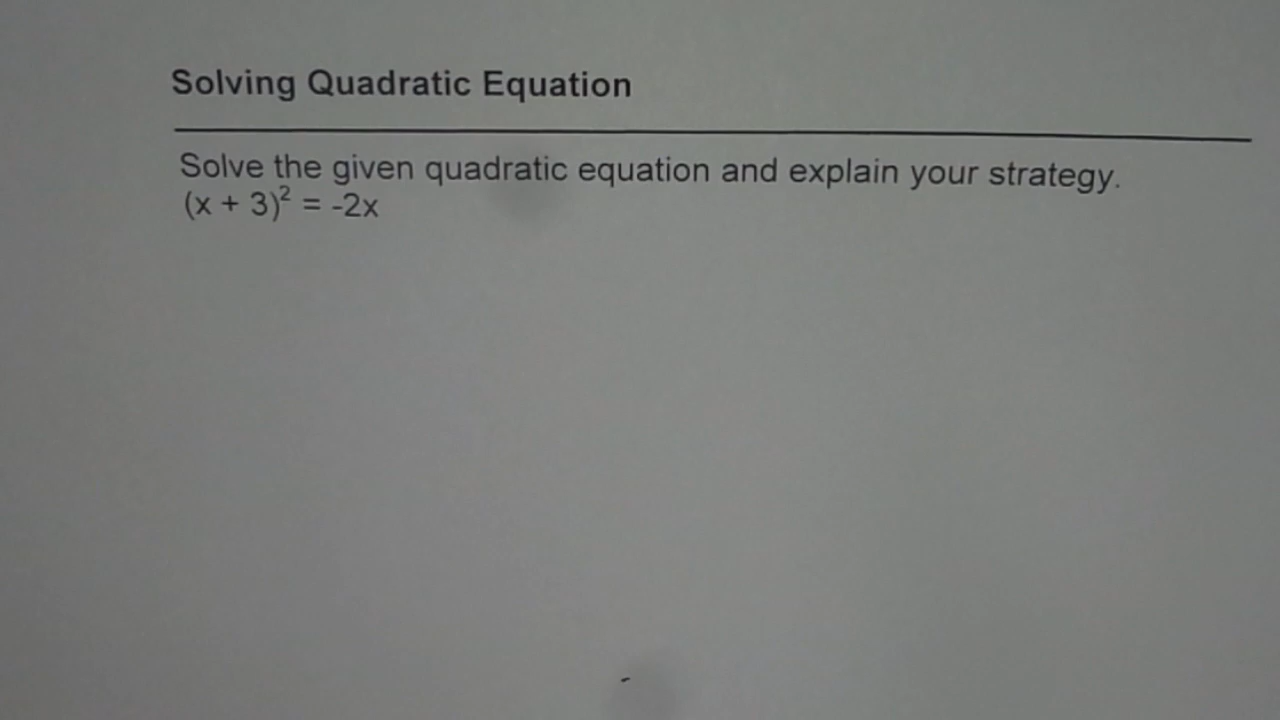 Solving Quadratic Equation
Solve the given quadratic equation and explain your strategy.
(x + 3)² = -2x